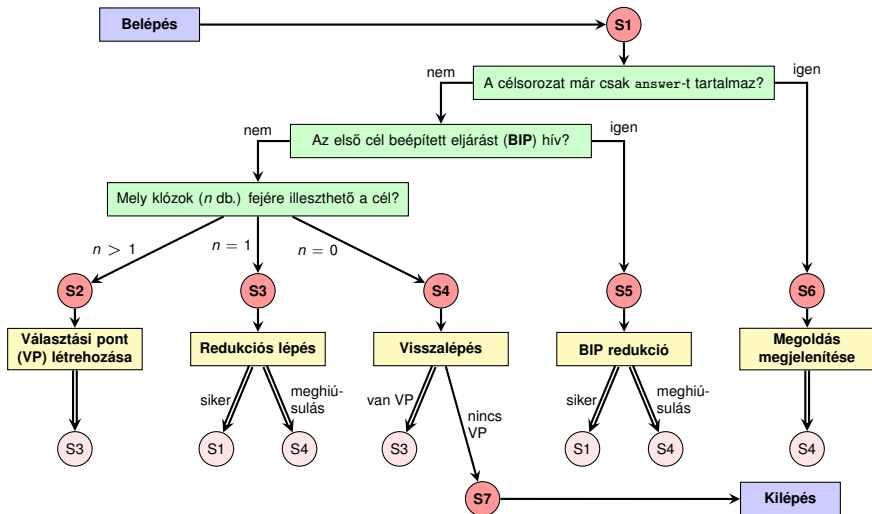 Belépés
S1
A célsorozat már csak answer-t tartalmaz?
nem
igen
Az első cél beépített eljárást (BIP) hív?
nem
igen
Mely klózok (n db.) fejére illeszthető a cél?
n > 1
n = 1
n = 0
S2
S3
S4
S5
S6
Választási pont
(VP) létrehozása
Redukciós lépés
Visszalépés
BIP redukció
Megoldás
megjelenítése
siker
meghiú-
sulás
van VP
nincs
VP
siker
meghiú-
sulás
S3
S1
S4
S3
S1
S4
S4
S7
Kilépés